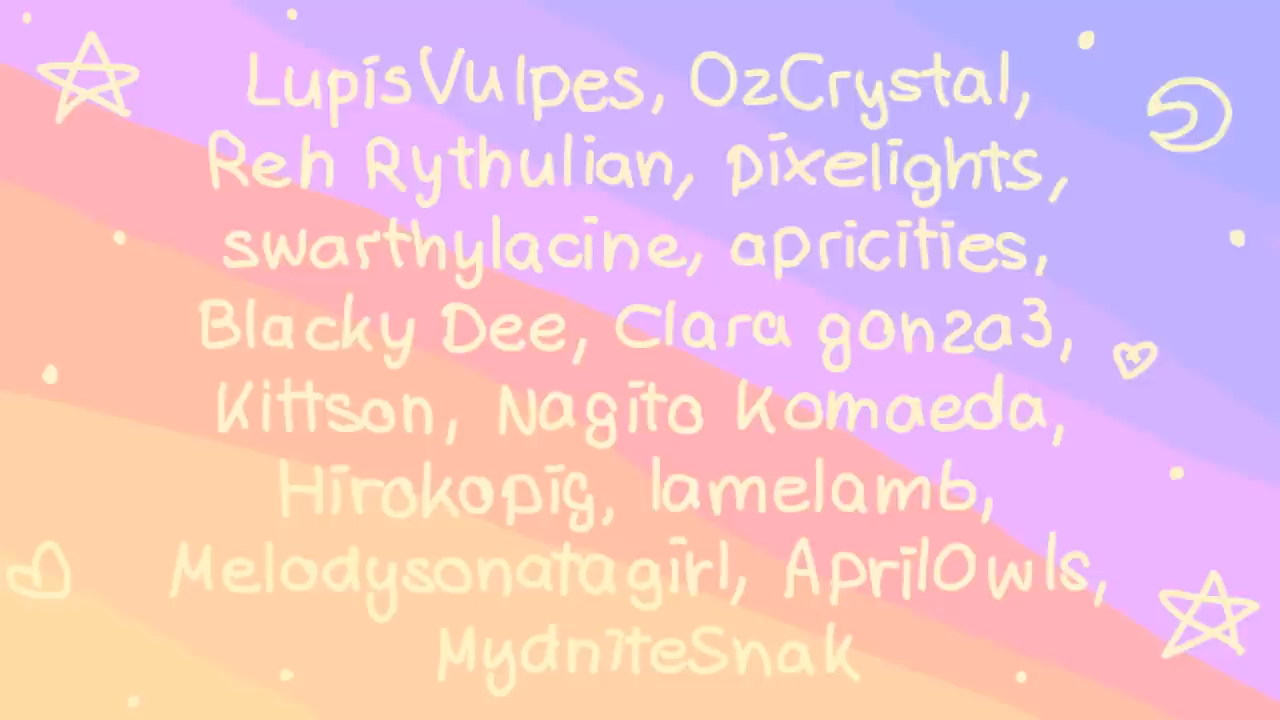 LupisVulpes, OzCrystal,
Reh Rythulian, pixelights,
swarthylacine, apricities,
Blacky Dee, Clara gonza3,
Kittson, Nagito Komaeda,
Hirokopig, lamelamb,
Melodysonatagirl, AprilOwls,
MydniteSnak